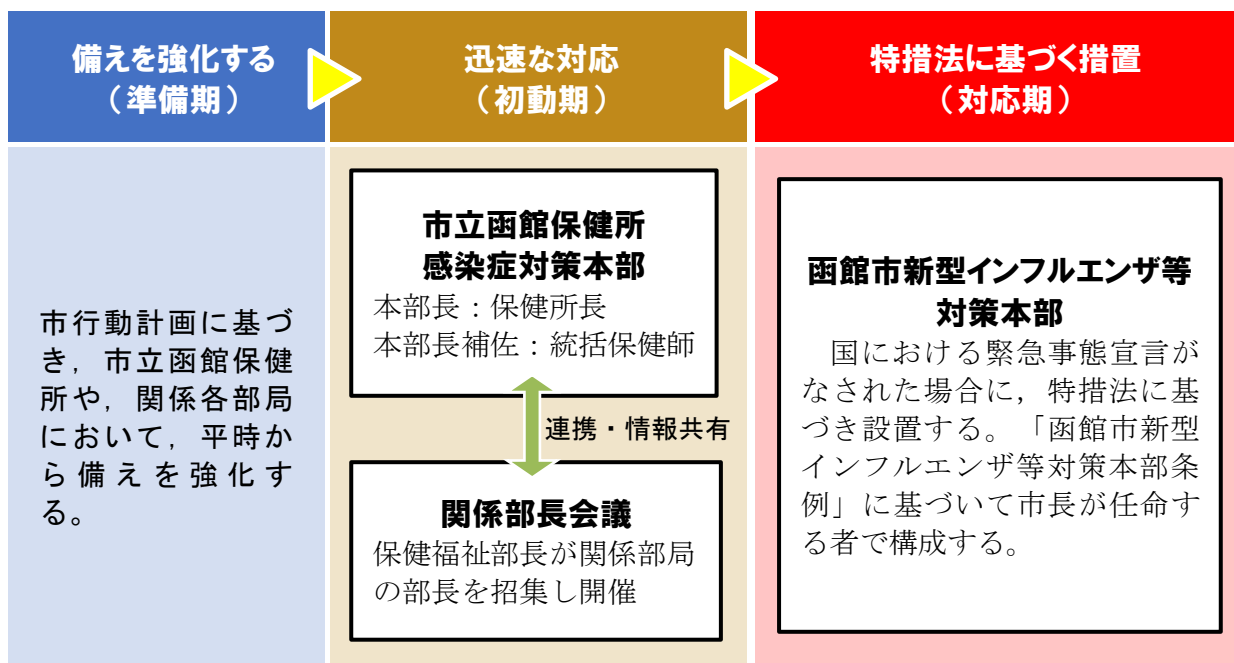 備えを強化する
（準備期）
迅速な対応
（初動期）
特措法に基づく措置
（対応期）
市行動計画に基づ
き，市立函館保健
所や，関係各部局
において，平時か
ら備えを強化す
る。
市立函館保健所
感染症対策本部
本部長：保健所長
本部長補佐：統括保健師
連携・情報共有
関係部長会議
保健福祉部長が関係部局
の部長を招集し開催
函館市新型インフルエンザ等
対策本部
　国における緊急事態宣言が
なされた場合に，特措法に基
づき設置する。「函館市新型
インフルエンザ等対策本部条
例」に基づいて市長が任命す
る者で構成する。